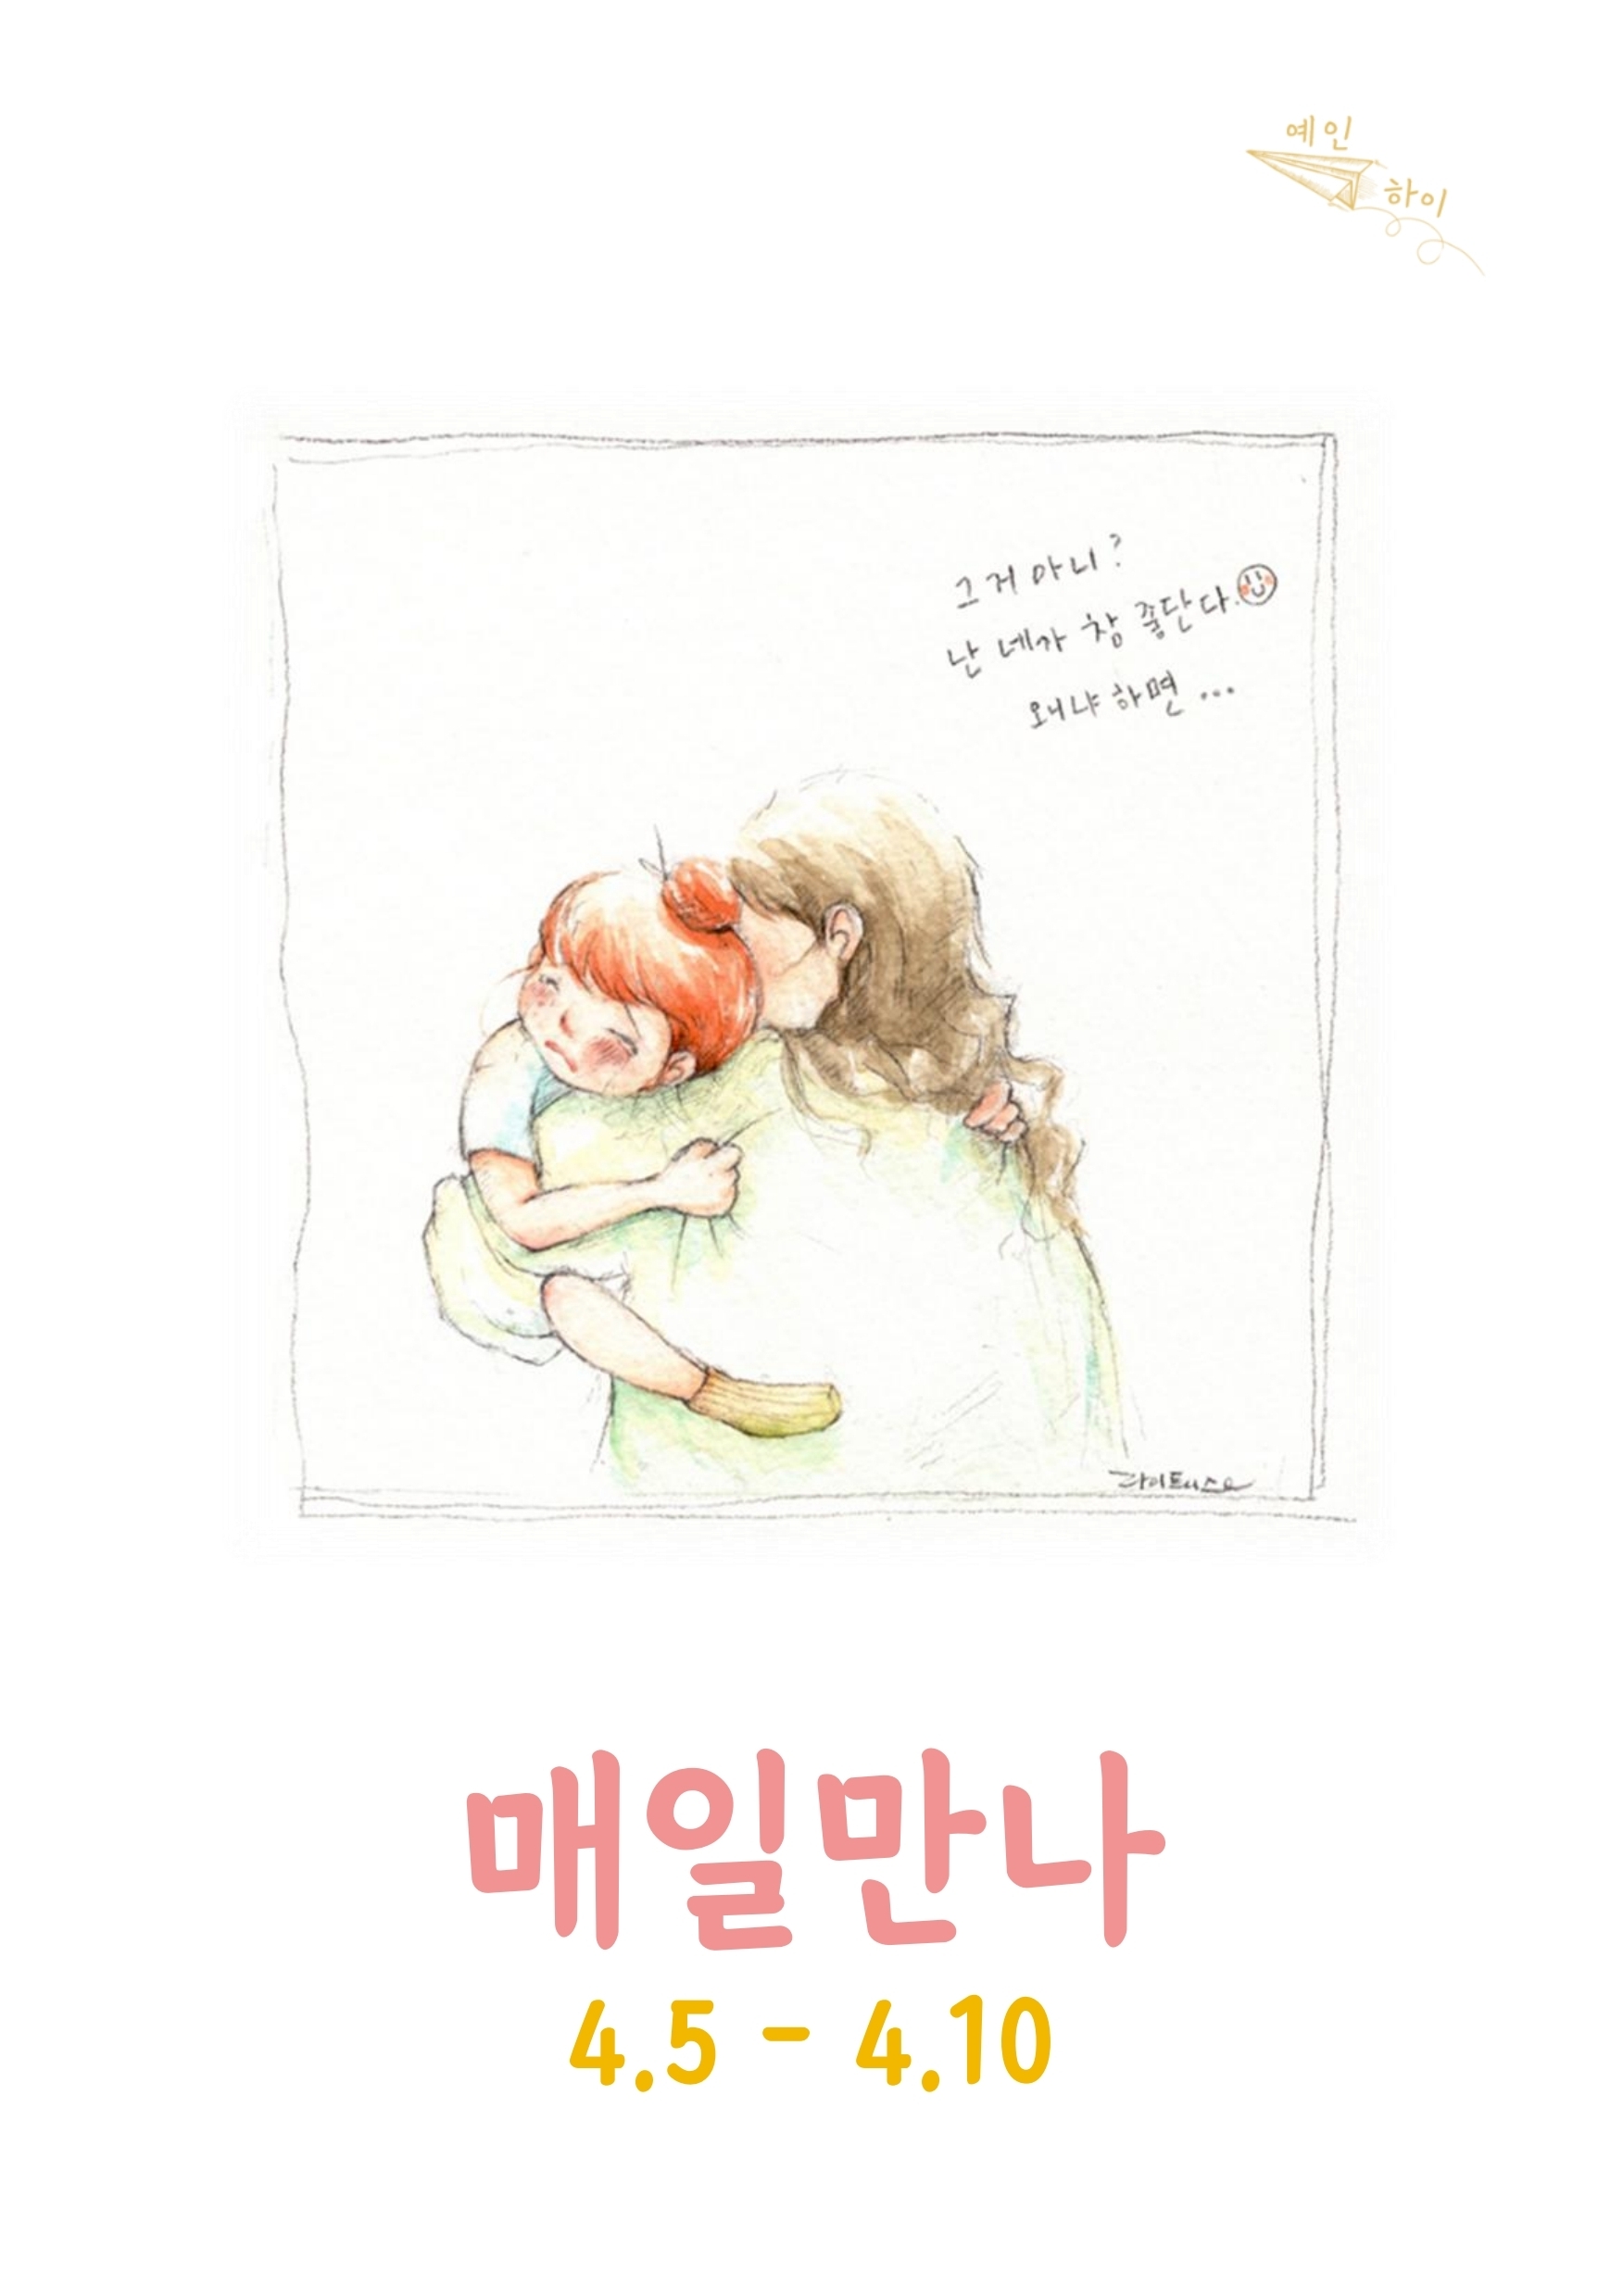 예인
하이
그거 아니?
난 네가 참 좋단다.
왜냐 하면 ...
매일만나
4.5 - 4.10